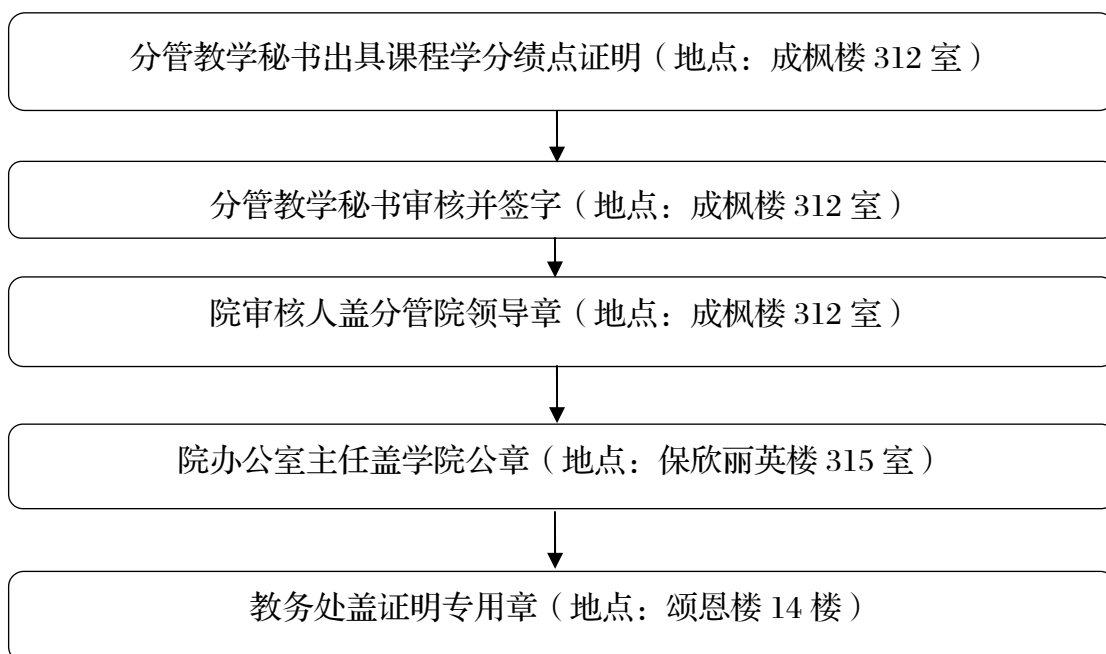 分管教学秘书出具课程学分绩点证明（地点：成枫楼 312 室）
分管教学秘书审核并签字（地点：成枫楼 312 室）
院审核人盖分管院领导章（地点：成枫楼 312 室）
院办公室主任盖学院公章（地点：保欣丽英楼 315 室）
教务处盖证明专用章（地点：颂恩楼 14 楼）